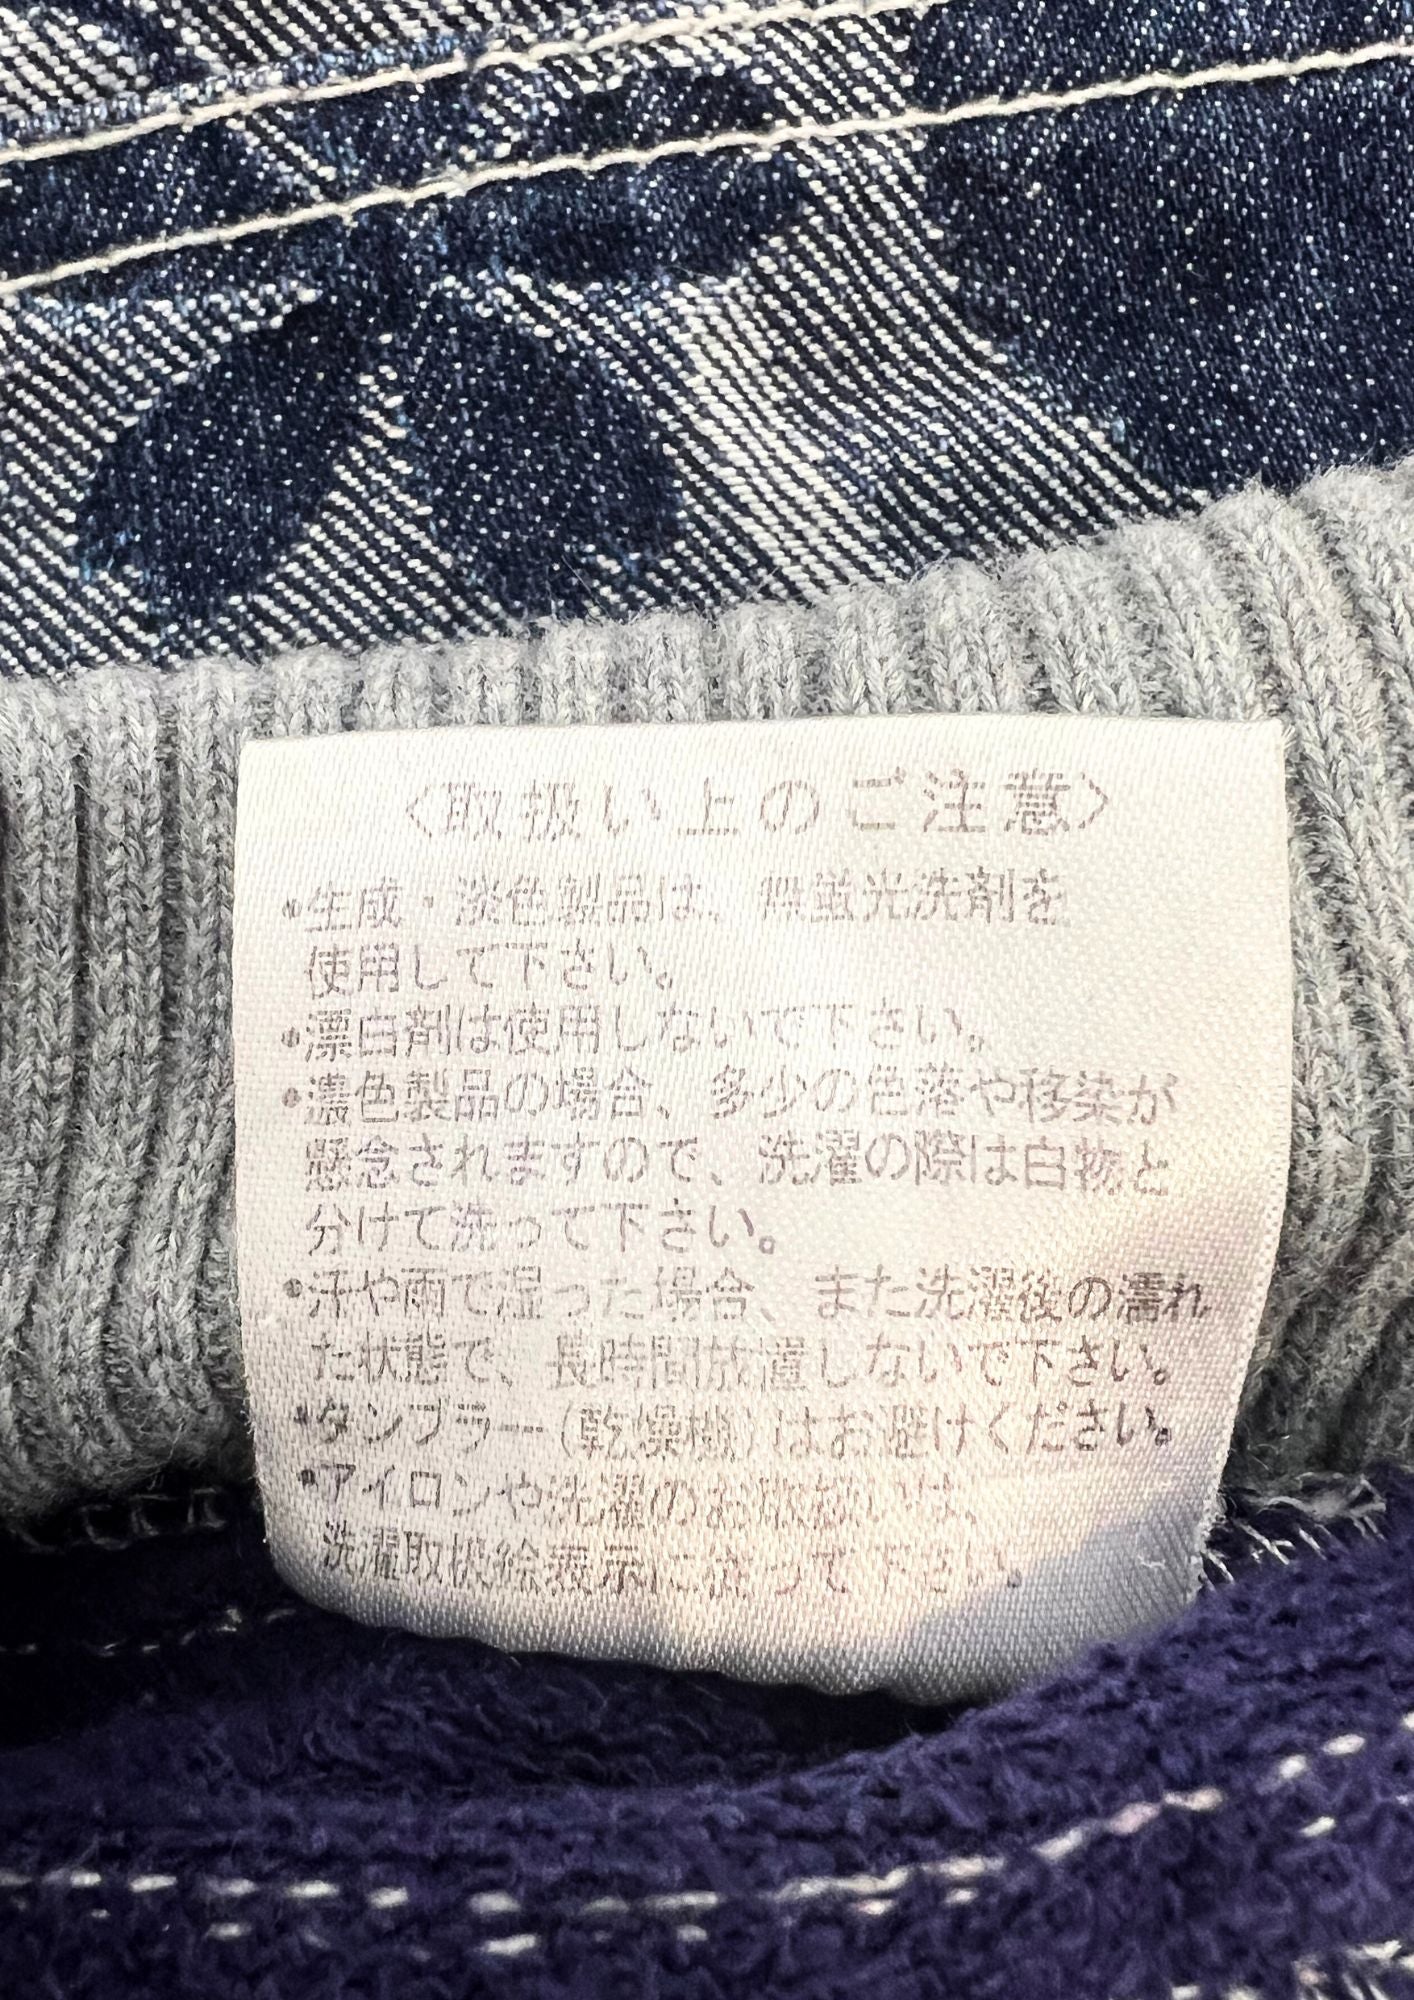 〈取扱い上のご注意〉
•生成・淡色製品は、無蛍光洗剤を
使用して下さい。
•漂白剤は使用しないで下さい。
•濃色製品の場合、多少の色落や移染が
懸念されますので、洗濯の際は白物と
分けて洗って下さい。
•汗や雨で湿った場合、また洗濯後の濡れ
た状態で、長時間放置しないで下さい。
•タンブラー(乾燥機)はお避けください。
•アイロンや洗濯のお取扱いは、
洗濯取扱絵表示に従って下さい。